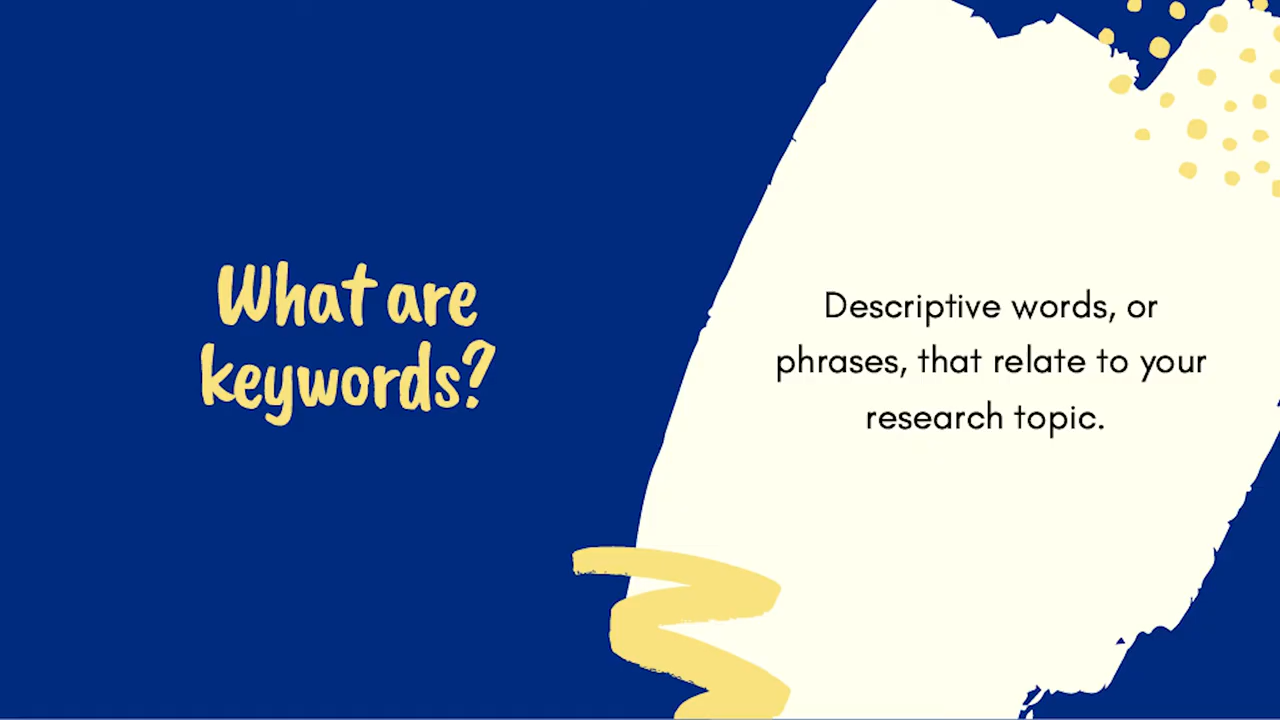 What are
keywords?
Descriptive words, or
phrases, that relate to your
research topic.